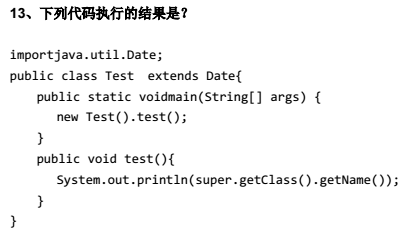 13、下列代码执行的结果是？
importjava.util.Date;
public class Test  extends Date{
    public static voidmain(String[] args) {
        new Test().test();
    }
    public void test(){
        System.out.println(super.getClass().getName());
    }
}